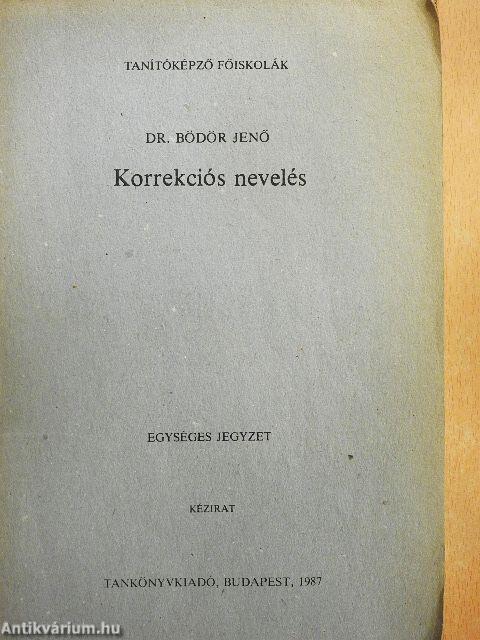 TANÍTÓKÉPZŐ FŐISKOLÁK
DR. BÖDÖR JENŐ
Korrekciós nevelés
EGYSÉGES JEGYZET
KÉZIRAT
TANKÖNYVKIADÓ, BUDAPEST, 1987
Antikvárium.hu